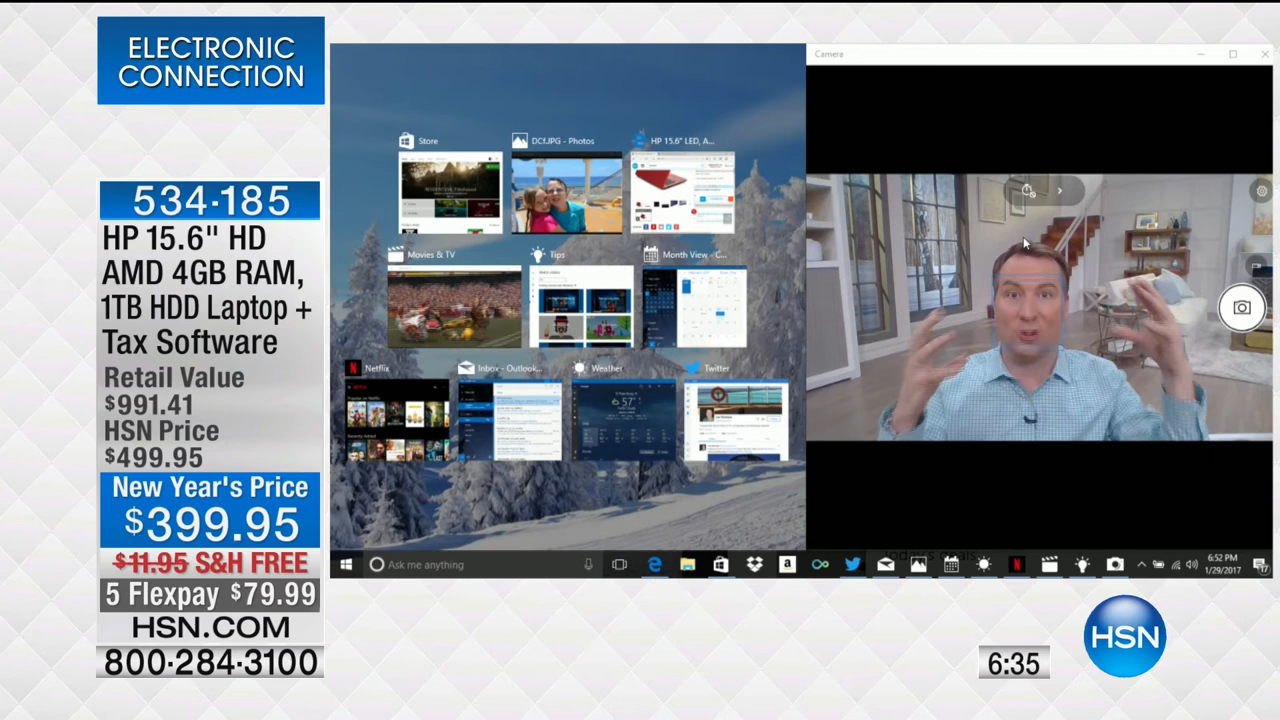 ELECTRONIC
CONNECTION
534-185
HP 15.6" HD
AMD 4GB RAM,
1TB HDD Laptop +
Tax Software
Retail Value
$991.41
HSN Price
$499.95
New Year's Price
$399.95
$11.95 S&H FREE
5 Flexpay $79.99
HSN.COM
800-284-3100
Camera
Store
DCf.JPG - Photos
HP 15.6" LED, A...
Movies & TV
Tips
Month View - C...
Netflix
Inbox - Outlook...
Weather
Twitter
57°
Ask me anything
6:52 PM
1/29/2017
HSN
6:35